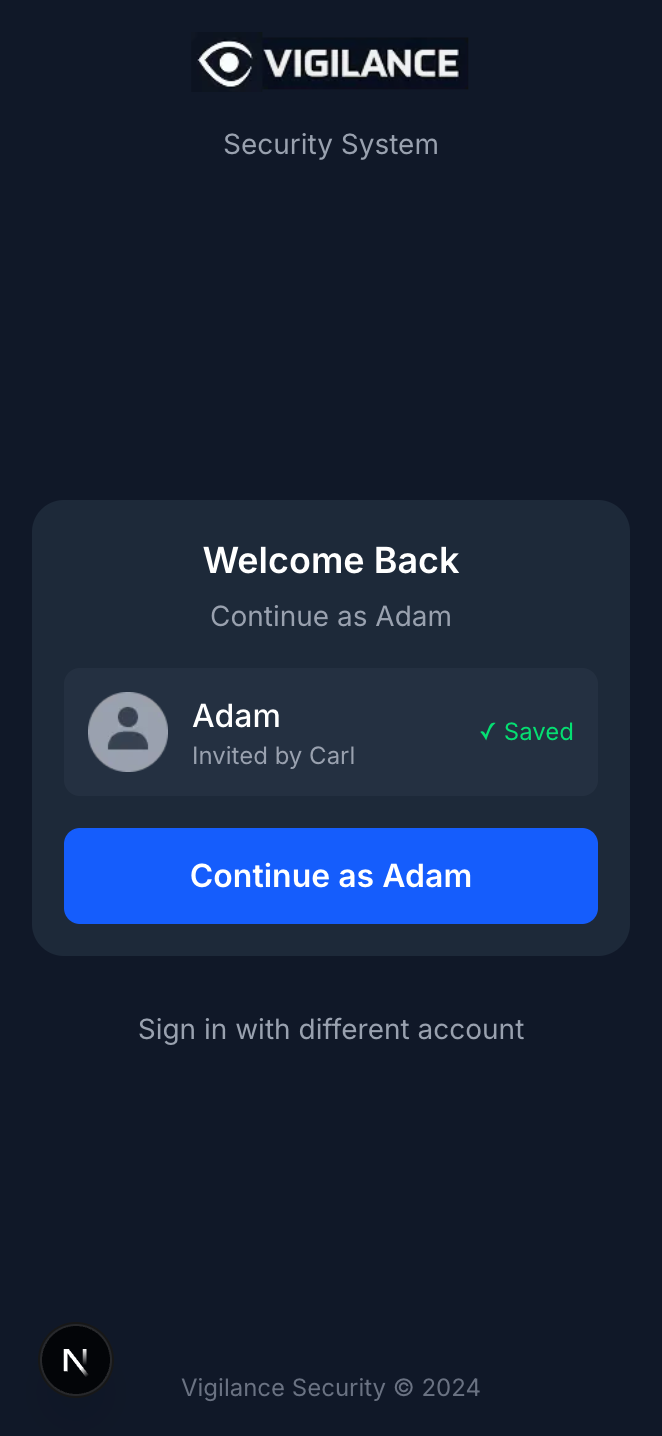 VIGILANCE
Security System
Welcome Back
Continue as Adam
Adam
Invited by Carl
✓ Saved
Continue as Adam
Sign in with different account
N
Vigilance Security © 2024